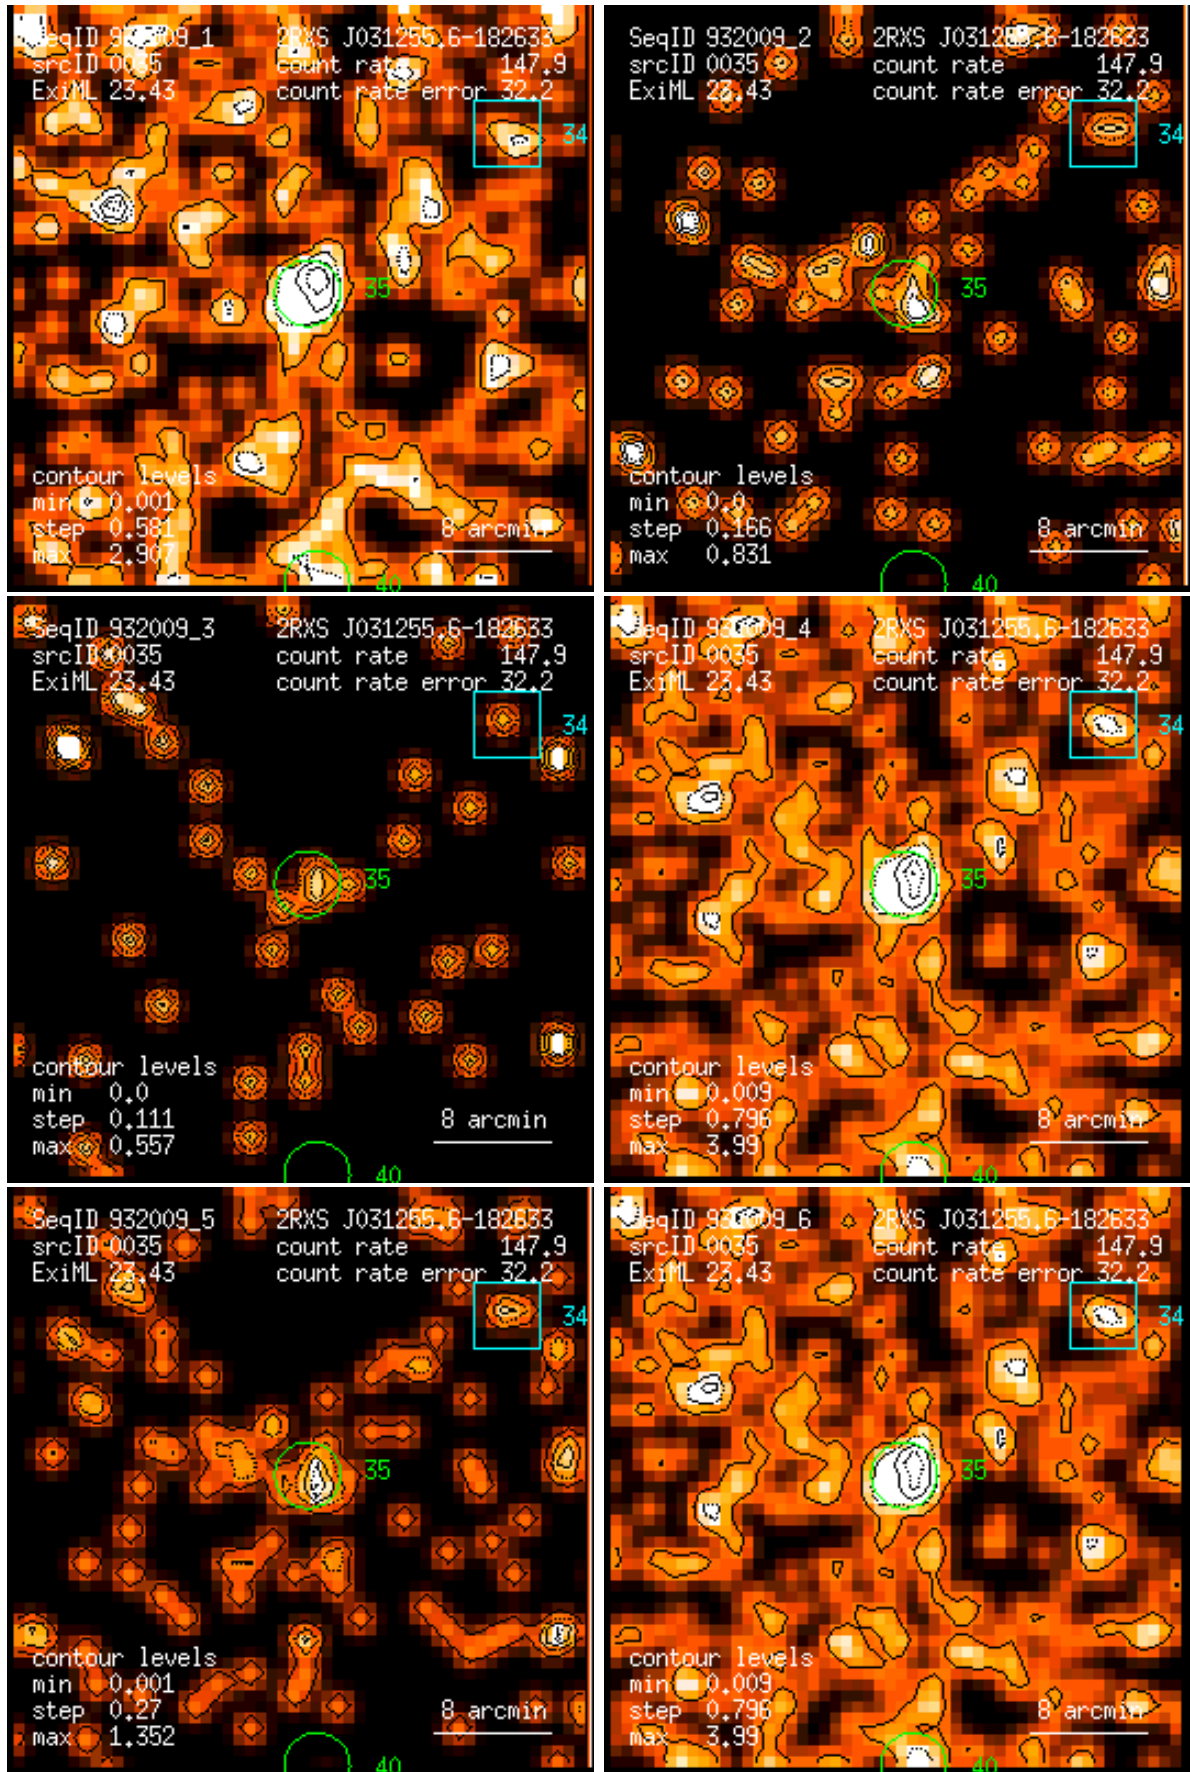 SeqID 932009_1 2RXS J031255.6-182633
srcID 0035 count rate 147.9
ExiML 23.43 count rate error 32.2
34
35
contour levels
min 0.001
step 0.581 8 arcmin
max 2.907
40
SeqID 932009_2 2RXS J031255.6-182633
srcID 0035 count rate 147.9
ExiML 23.43 count rate error 32.2
34
35
contour levels
min 0.0
step 0.166 8 arcmin
max 0.831
40
SeqID 932009_3 2RXS J031255.6-182633
srcID 0035 count rate 147.9
ExiML 23.43 count rate error 32.2
34
35
contour levels
min 0.0
step 0.111 8 arcmin
max 0.557
40
SeqID 932009_4 2RXS J031255.6-182633
srcID 0035 count rate 147.9
ExiML 23.43 count rate error 32.2
34
35
contour levels
min 0.009
step 0.796 8 arcmin
max 3.99
40
SeqID 932009_5 2RXS J031255.6-182633
srcID 0035 count rate 147.9
ExiML 23.43 count rate error 32.2
34
35
contour levels
min 0.001
step 0.27 8 arcmin
max 1.352
40
SeqID 932009_6 2RXS J031255.6-182633
srcID 0035 count rate 147.9
ExiML 23.43 count rate error 32.2
34
35
contour levels
min 0.009
step 0.796 8 arcmin
max 3.99
40